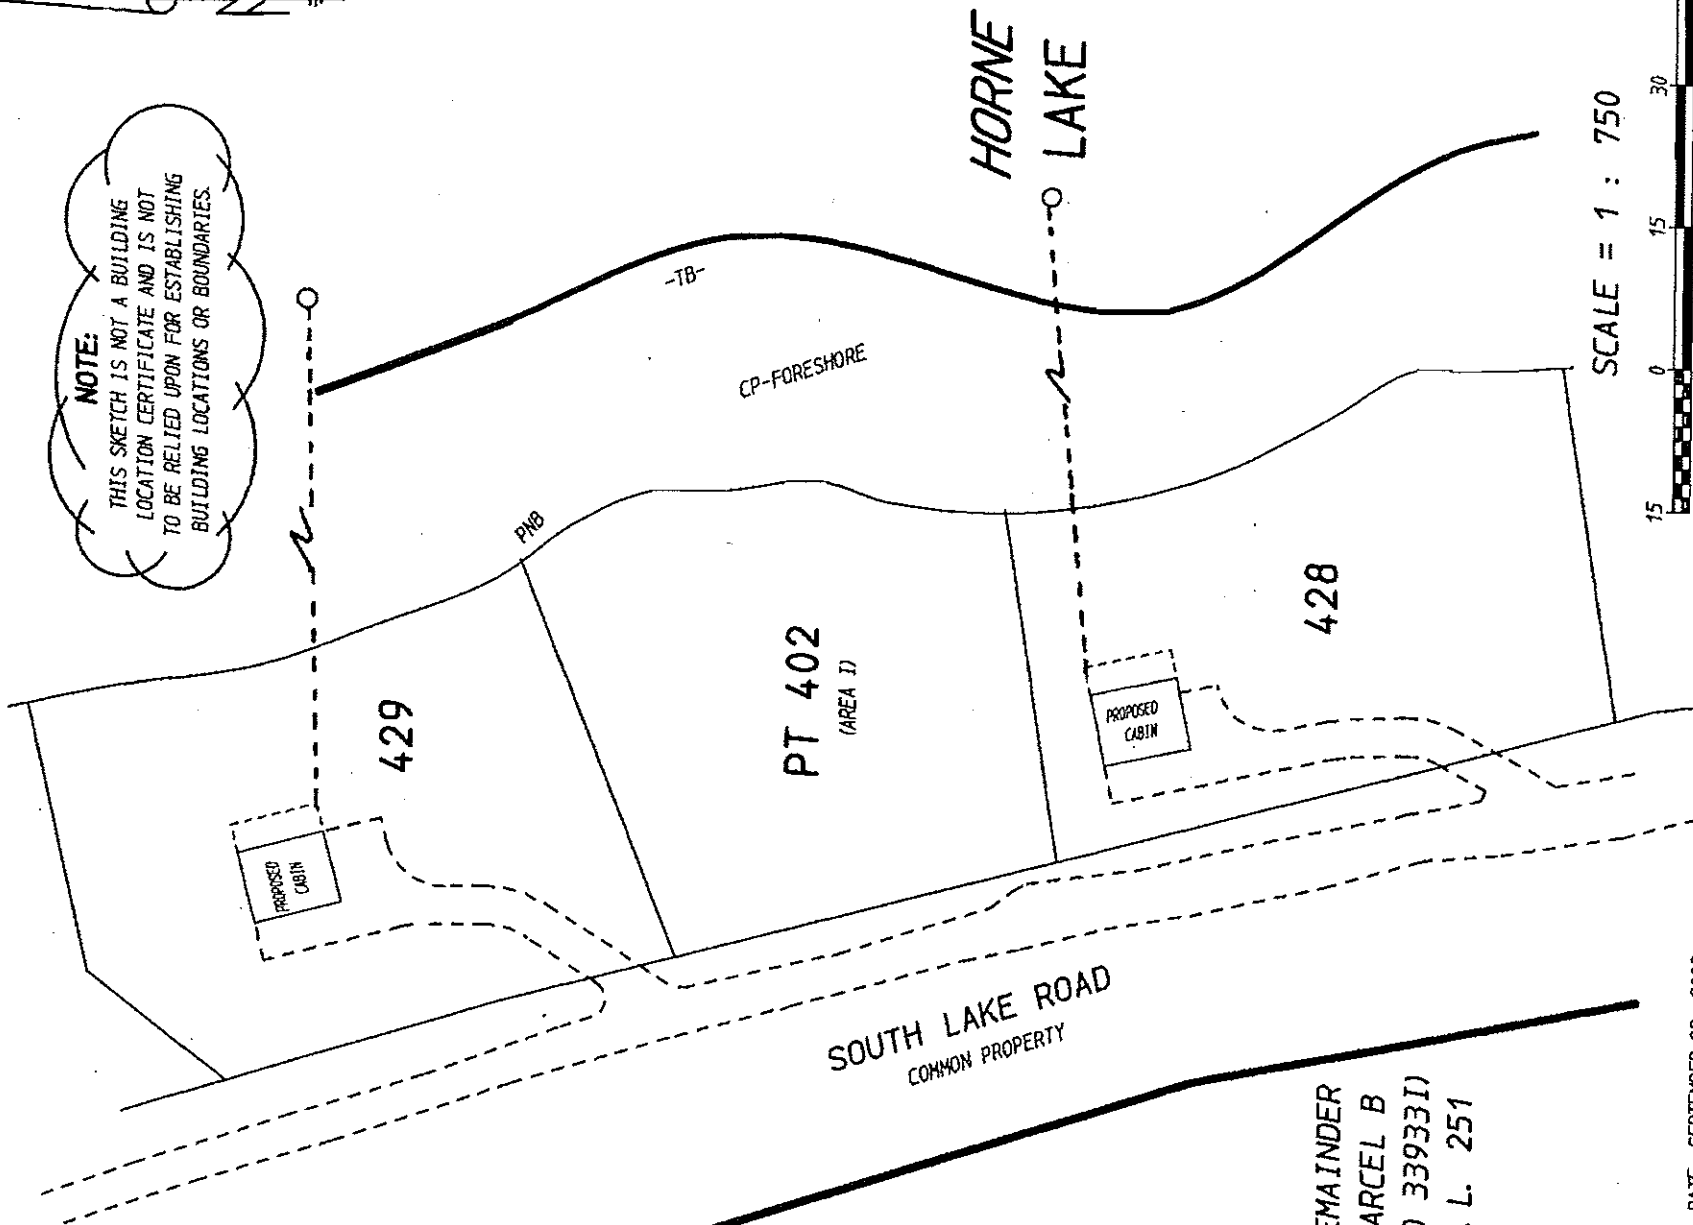 NOTE:
THIS SKETCH IS NOT A BUILDING
LOCATION CERTIFICATE AND IS NOT
TO BE RELIED UPON FOR ESTABLISHING
BUILDING LOCATIONS OR BOUNDARIES.
HORNE
LAKE
-TB-
CP-FORESHORE
PNB
429
PROPOSED
CABIN
PT 402
(AREA I)
428
PROPOSED
CABIN
SOUTH LAKE ROAD
COMMON PROPERTY
SCALE = 1 : 750
15 0 15 30
EMAINDER
ARCEL B
339331)
L. 251